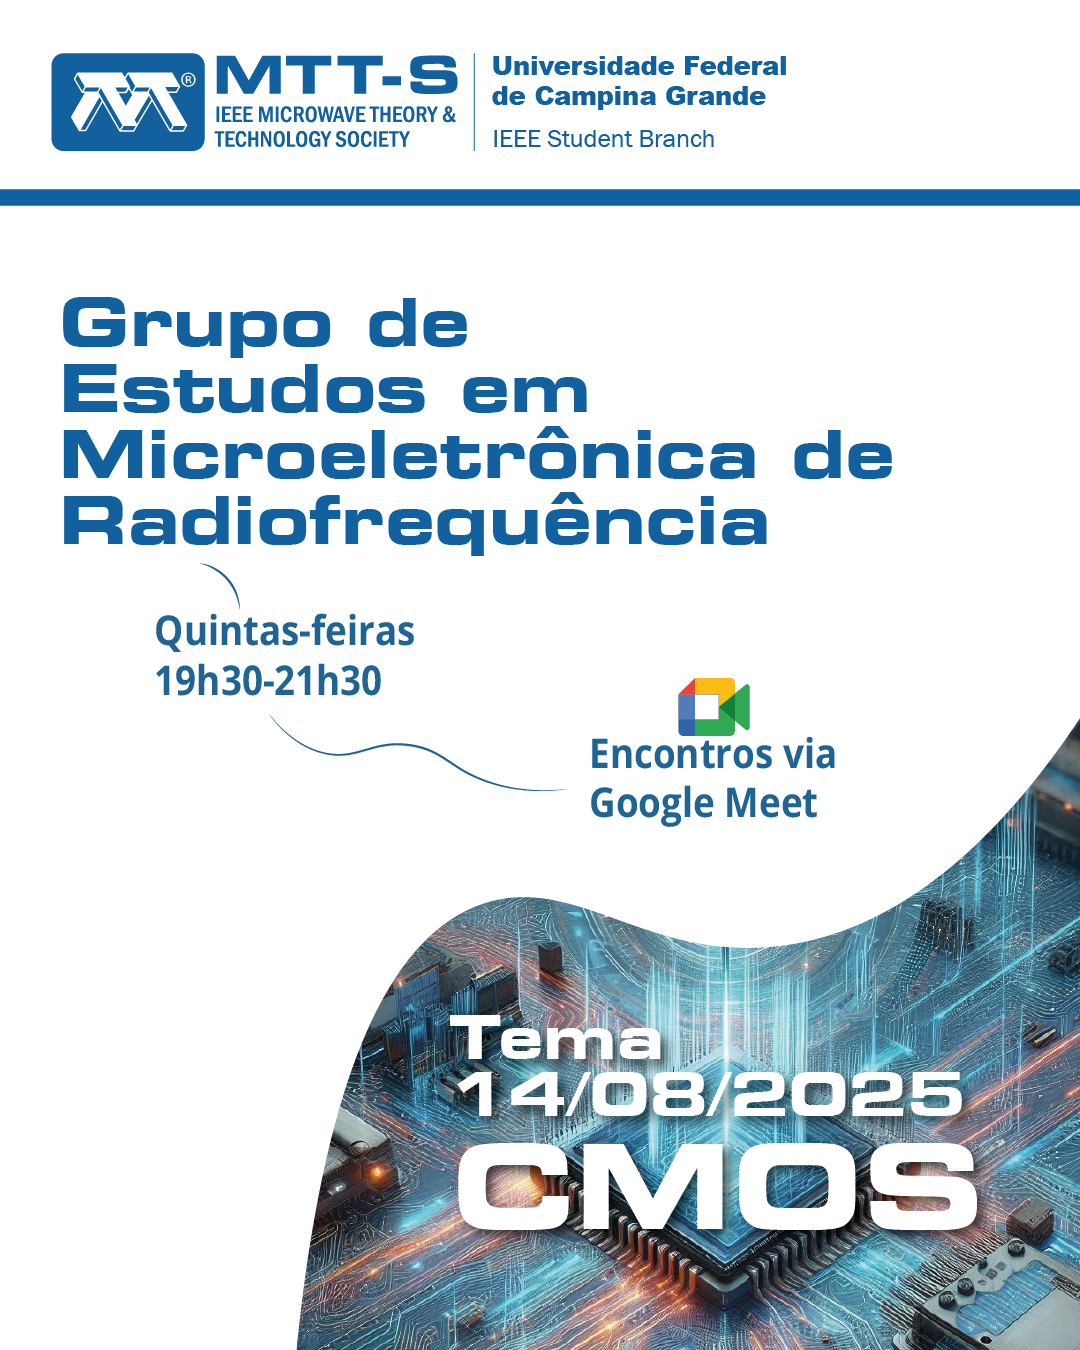 MTT-S
IEEE MICROWAVE THEORY &
TECHNOLOGY SOCIETY
Universidade Federal
de Campina Grande
IEEE Student Branch
Grupo de
Estudos em
Microeletrônica de
Radiofrequência
Quintas-feiras
19h30-21h30
Encontros via
Google Meet
Tema
14/08/2025
CMOS